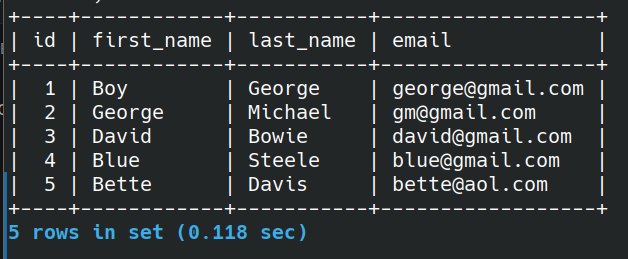 +----+------------+-----------+------------------+
| id | first_name | last_name | email            |
+----+------------+-----------+------------------+
|  1 | Boy        | George    | george@gmail.com |
|  2 | George     | Michael   | gm@gmail.com     |
|  3 | David      | Bowie     | david@gmail.com  |
|  4 | Blue       | Steele    | blue@gmail.com   |
|  5 | Bette      | Davis     | bette@aol.com    |
+----+------------+-----------+------------------+
5 rows in set (0.118 sec)